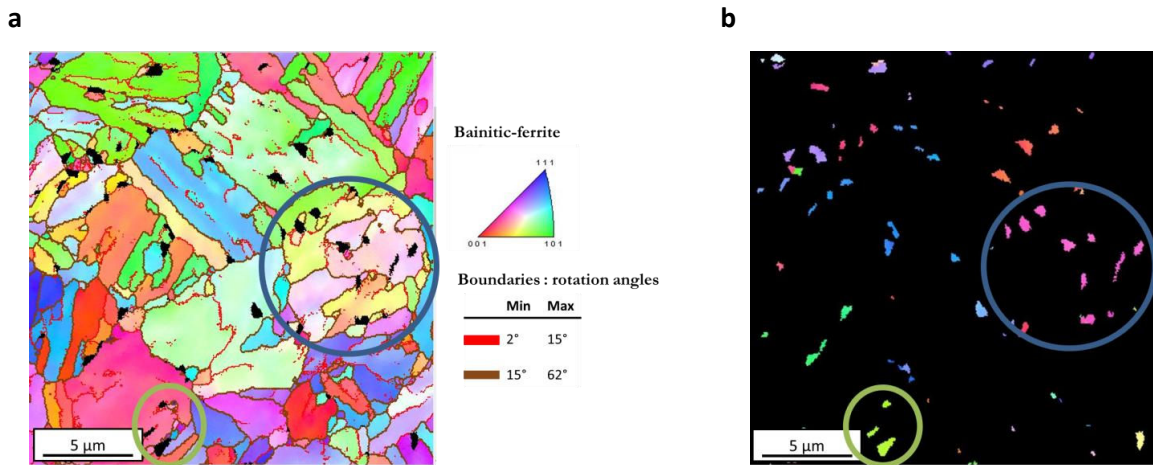 a
b
Bainitic-ferrite
1 1 1
0 0 1
1 0 1
Boundaries : rotation angles
Min Max
2° 15°
15° 62°
5 µm
5 µm